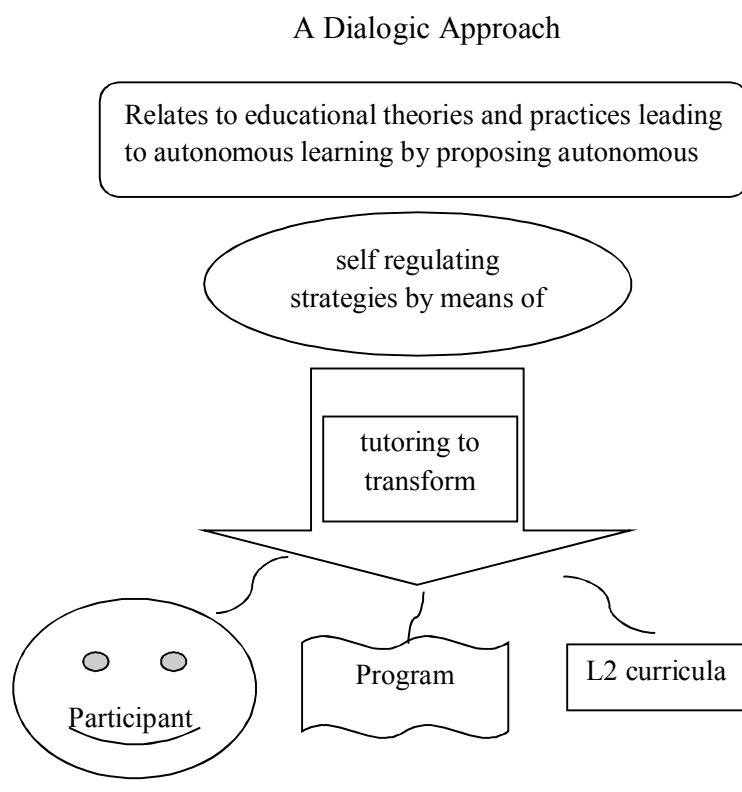 A Dialogic Approach
Relates to educational theories and practices leading
to autonomous learning by proposing autonomous
self regulating
strategies by means of
tutoring to
transform
Participant
Program
L2 curricula